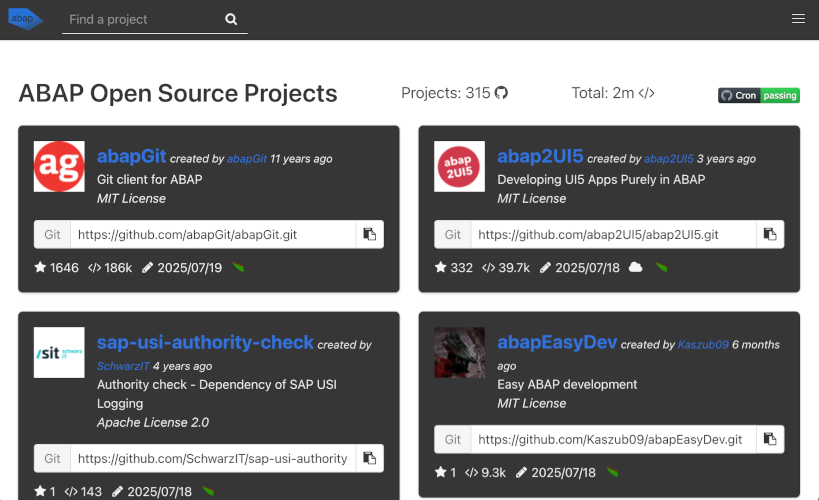 .abap
Find a project
ABAP Open Source Projects
Projects: 315
Total: 2m </>
Cron passing
ag
abapGit created by abapGit 11 years ago
Git client for ABAP
MIT License
Git https://github.com/abapGit/abapGit.git
1646 </> 186k 2025/07/19
abap
2UI5
abap2UI5 created by abap2UI5 3 years ago
Developing UI5 Apps Purely in ABAP
MIT License
Git https://github.com/abap2UI5/abap2UI5.git
332 </> 39.7k 2025/07/18
/sit schwarz
IT
sap-usi-authority-check created by
SchwarzIT 4 years ago
Authority check - Dependency of SAP USI
Logging
Apache License 2.0
Git https://github.com/SchwarzIT/sap-usi-authority
1 </> 143 2025/07/18
abapEasyDev created by Kaszub09 6 months
ago
Easy ABAP development
MIT License
Git https://github.com/Kaszub09/abapEasyDev.git
1 </> 9.3k 2025/07/18